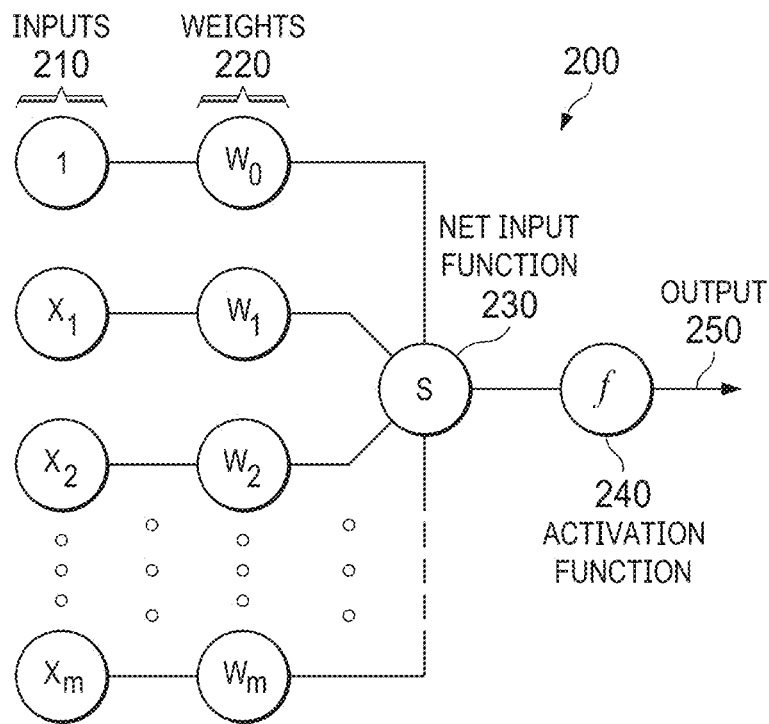 INPUTS
210
WEIGHTS
220
200
1
W0
NET INPUT
FUNCTION
230
X1
W1
OUTPUT
250
S
f
X2
W2
240
ACTIVATION
FUNCTION
Xm
Wm